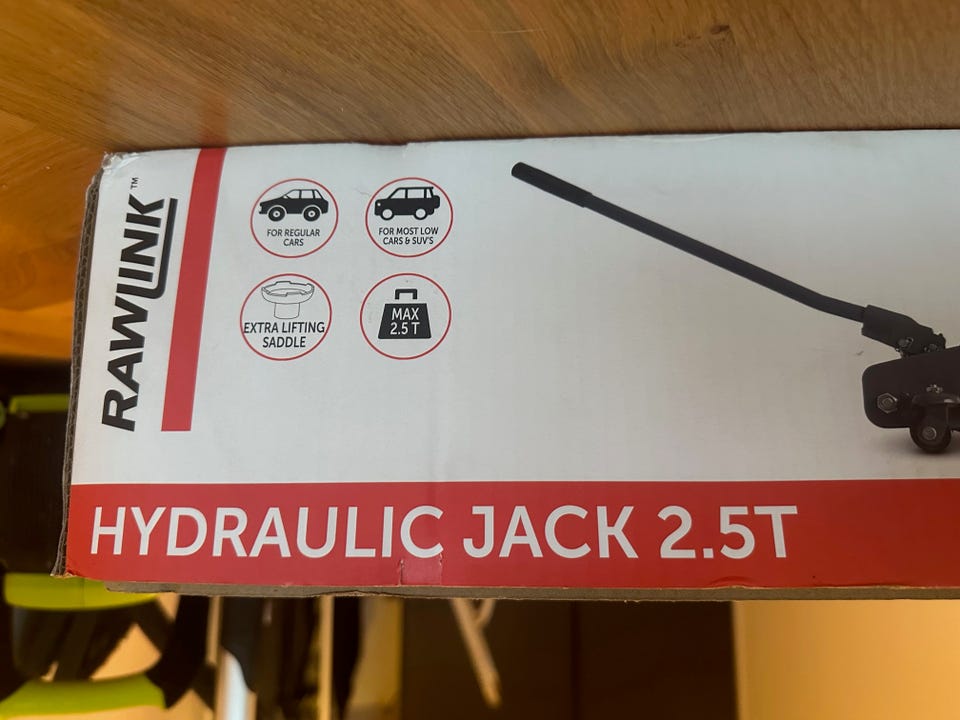 RAWLINK™
FOR REGULAR
CARS
FOR MOST LOW
CARS & SUV'S
EXTRA LIFTING
SADDLE
MAX
2.5 T
HYDRAULIC JACK 2.5T